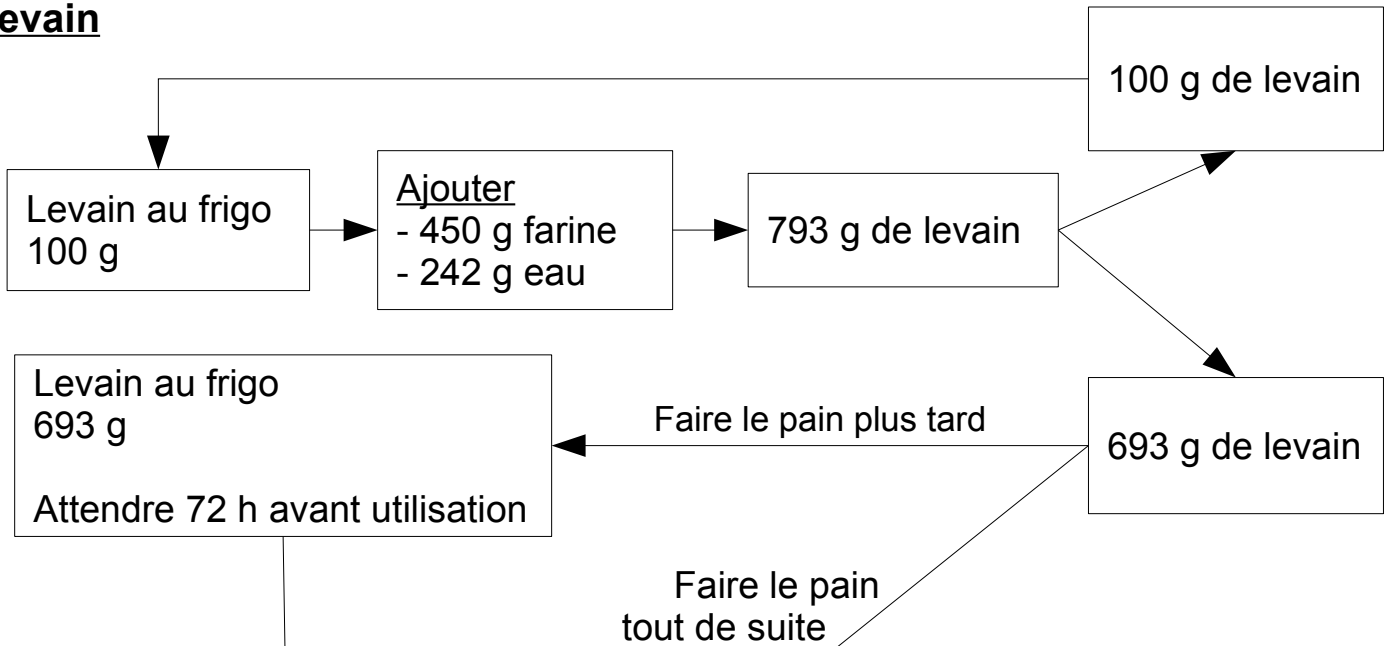 evain
100 g de levain
Levain au frigo
100 g
Ajouter
- 450 g farine
- 242 g eau
793 g de levain
Levain au frigo
693 g
Attendre 72 h avant utilisation
Faire le pain plus tard
693 g de levain
Faire le pain
tout de suite